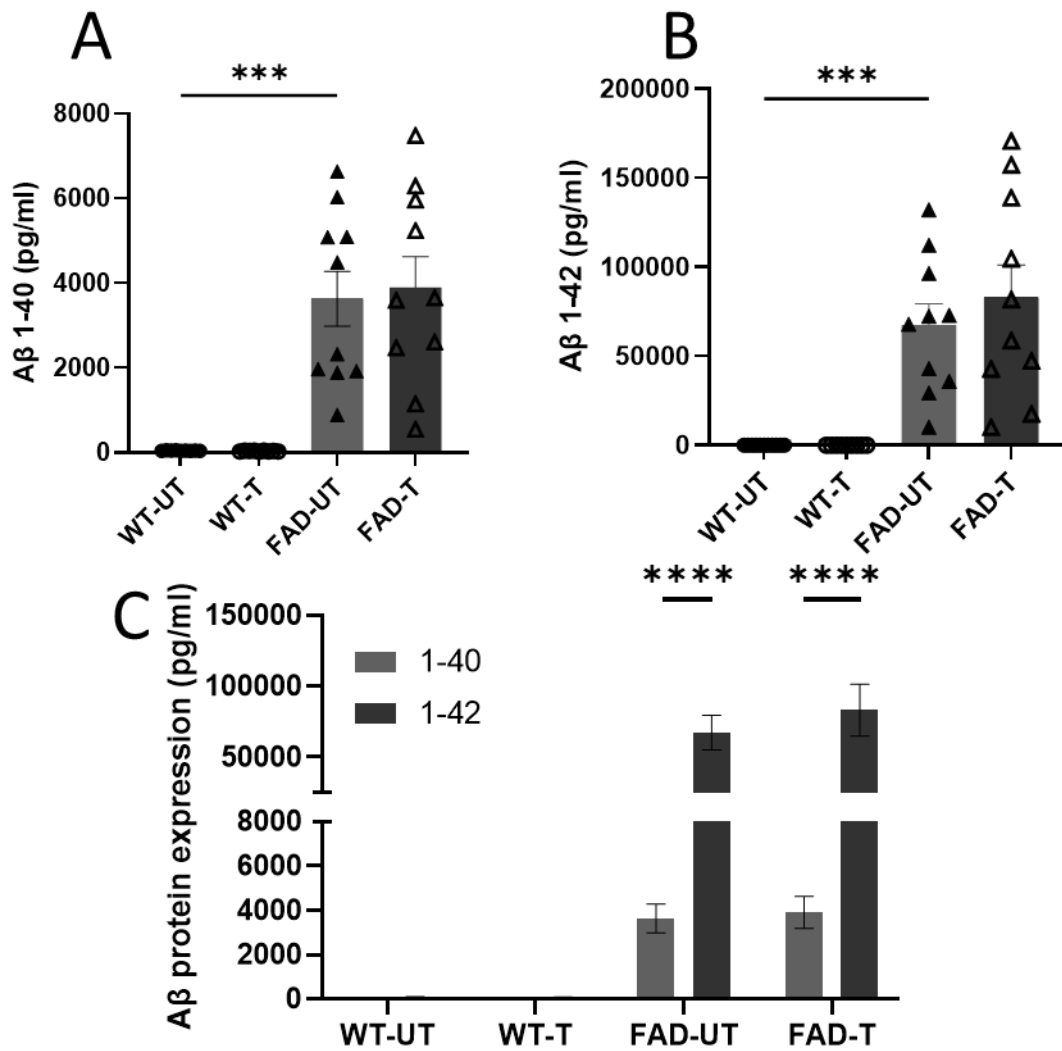 A
***
8000
6000
4000
2000
0
Aβ 1-40 (pg/ml)
WT-UT
WT-T
FAD-UT
FAD-T
B
***
200000
150000
100000
50000
0
Aβ 1-42 (pg/ml)
WT-UT
WT-T
FAD-UT
FAD-T
C
****
****
150000
100000
50000
8000
6000
4000
2000
0
Aβ protein expression (pg/ml)
1-40
1-42
WT-UT
WT-T
FAD-UT
FAD-T